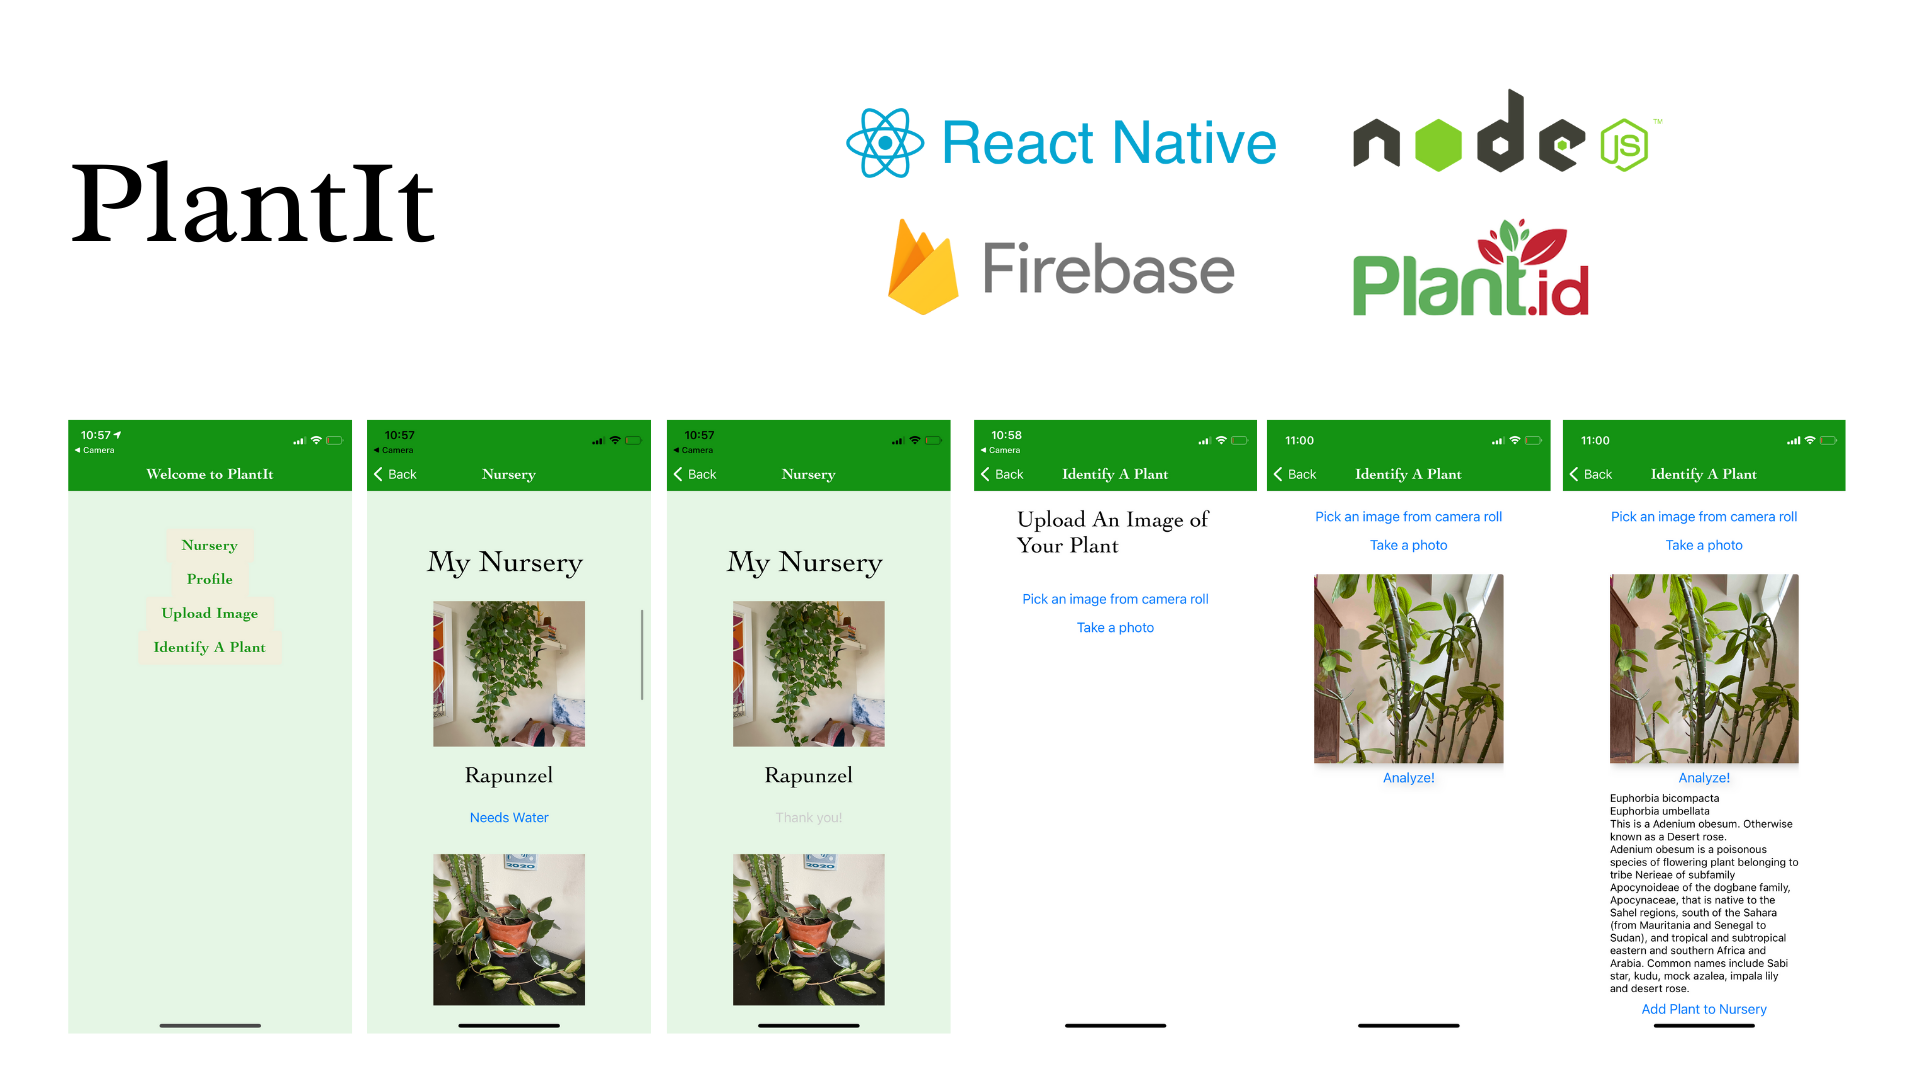 PlantIt
React Native
node JS ™
Firebase
Plant.id
10:57
◀ Camera
Welcome to PlantIt
Nursery
Profile
Upload Image
Identify A Plant
10:57
◀ Camera
Back
Nursery
My Nursery
Rapunzel
Needs Water
2020
10:57
◀ Camera
Back
Nursery
My Nursery
Rapunzel
Thank you!
2020
10:58
◀ Camera
Back
Identify A Plant
Upload An Image of
Your Plant
Pick an image from camera roll
Take a photo
11:00
Back
Identify A Plant
Pick an image from camera roll
Take a photo
Analyze!
11:00
Back
Identify A Plant
Pick an image from camera roll
Take a photo
Analyze!
Euphorbia bicompacta
Euphorbia umbellata
This is a Adenium obesum. Otherwise
known as a Desert rose.
Adenium obesum is a poisonous
species of flowering plant belonging to
tribe Nerieae of subfamily
Apocynoideae of the dogbane family,
Apocynaceae, that is native to the
Sahel regions, south of the Sahara
(from Mauritania and Senegal to
Sudan), and tropical and subtropical
eastern and southern Africa and
Arabia. Common names include Sabi
star, kudu, mock azalea, impala lily
and desert rose.
Add Plant to Nursery